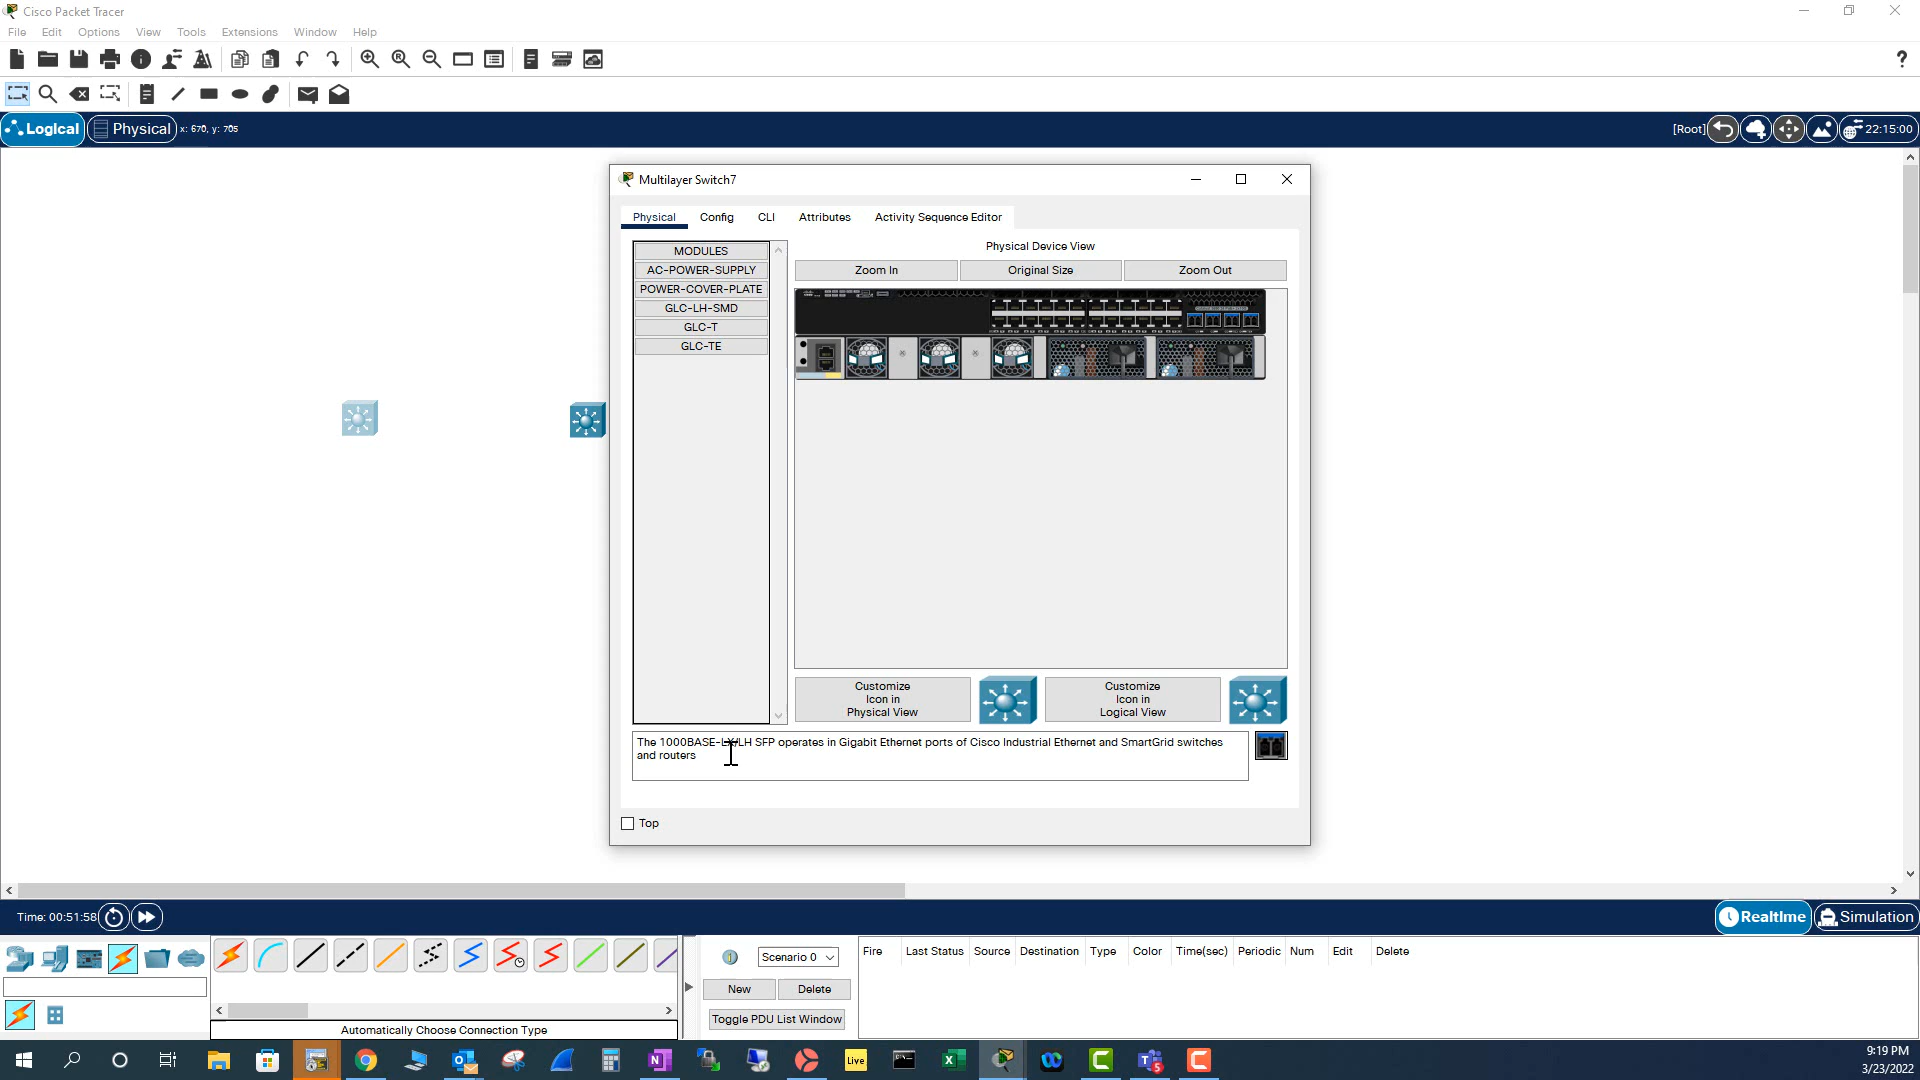 Cisco Packet Tracer
File Edit Options View Tools Extensions Window Help
?
Logical Physical x: 670, y: 705 [Root] 22:15:00
Multilayer Switch7
Physical Config CLI Attributes Activity Sequence Editor
MODULES
AC-POWER-SUPPLY
POWER-COVER-PLATE
GLC-LH-SMD
GLC-T
GLC-TE
Physical Device View
Zoom In Original Size Zoom Out
Customize
Icon in
Physical View
Customize
Icon in
Logical View
The 1000BASE-LX/LH SFP operates in Gigabit Ethernet ports of Cisco Industrial Ethernet and SmartGrid switches
and routers
Top
Time: 00:51:58 Realtime Simulation
Scenario 0
New Delete
Toggle PDU List Window
Fire Last Status Source Destination Type Color Time(sec) Periodic Num Edit Delete
Automatically Choose Connection Type
Live
9:19 PM
3/23/2022